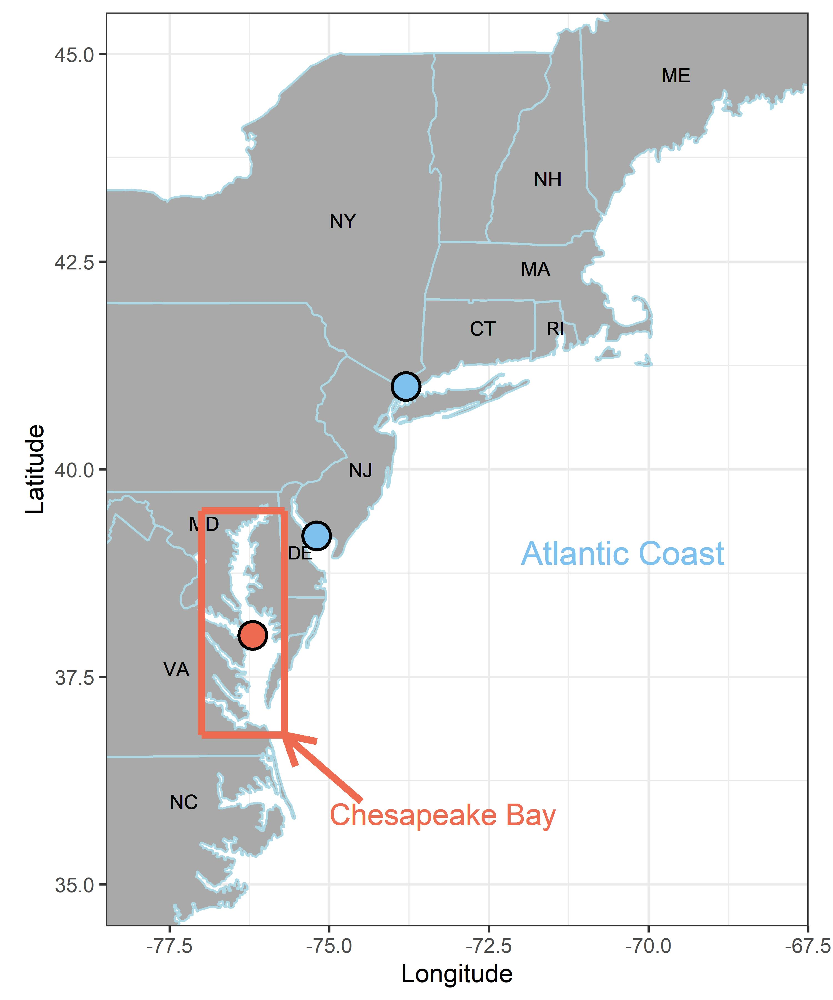 45.0
ME
NH
NY
42.5
MA
CT
RI
Latitude
40.0
NJ
MD
DE
Atlantic Coast
37.5
VA
NC
Chesapeake Bay
35.0
-77.5
-75.0
-72.5
-70.0
-67.5
Longitude